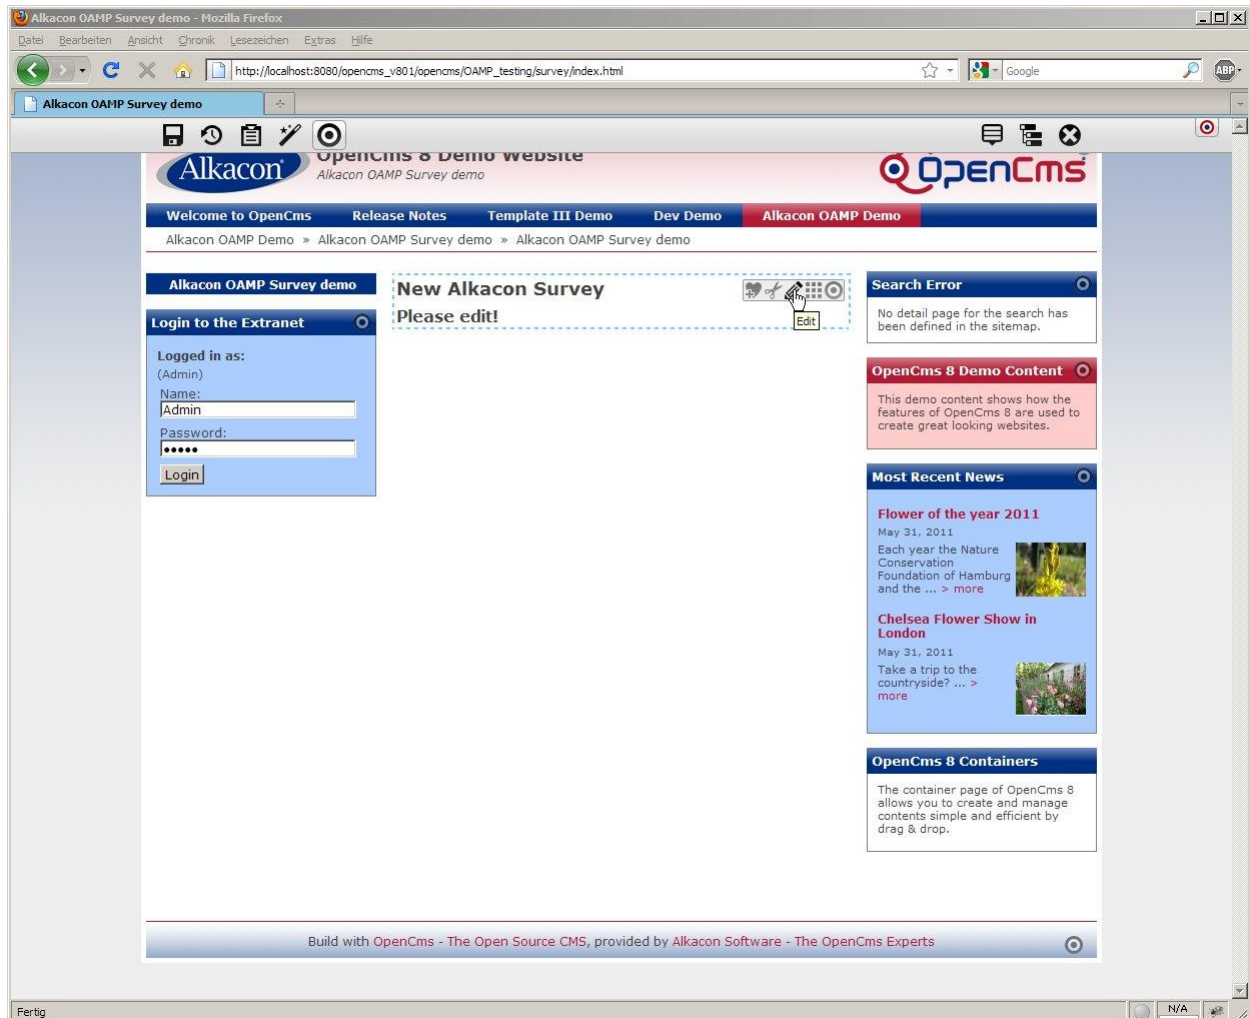 Alkacon OAMP Survey demo - Mozilla Firefox
Datei Bearbeiten Ansicht Chronik Lesezeichen Extras Hilfe
http://localhost:8080/opencms_v801/opencms/OAMP_testing/survey/index.html
Google
ABP
Alkacon OAMP Survey demo
OpenCms 8 Demo Website
Alkacon
Alkacon OAMP Survey demo
OpenCms
Welcome to OpenCms Release Notes Template III Demo Dev Demo Alkacon OAMP Demo
Alkacon OAMP Demo » Alkacon OAMP Survey demo » Alkacon OAMP Survey demo
Alkacon OAMP Survey demo
Login to the Extranet
Logged in as:
(Admin)
Name:
Admin
Password:
•••••
Login
New Alkacon Survey
Please edit!
Edit
Search Error
No detail page for the search has
been defined in the sitemap.
OpenCms 8 Demo Content
This demo content shows how the
features of OpenCms 8 are used to
create great looking websites.
Most Recent News
Flower of the year 2011
May 31, 2011
Each year the Nature
Conservation
Foundation of Hamburg
and the ... > more
Chelsea Flower Show in
London
May 31, 2011
Take a trip to the
countryside? ... >
more
OpenCms 8 Containers
The container page of OpenCms 8
allows you to create and manage
contents simple and efficient by
drag & drop.
Build with OpenCms - The Open Source CMS, provided by Alkacon Software - The OpenCms Experts
Fertig
N/A